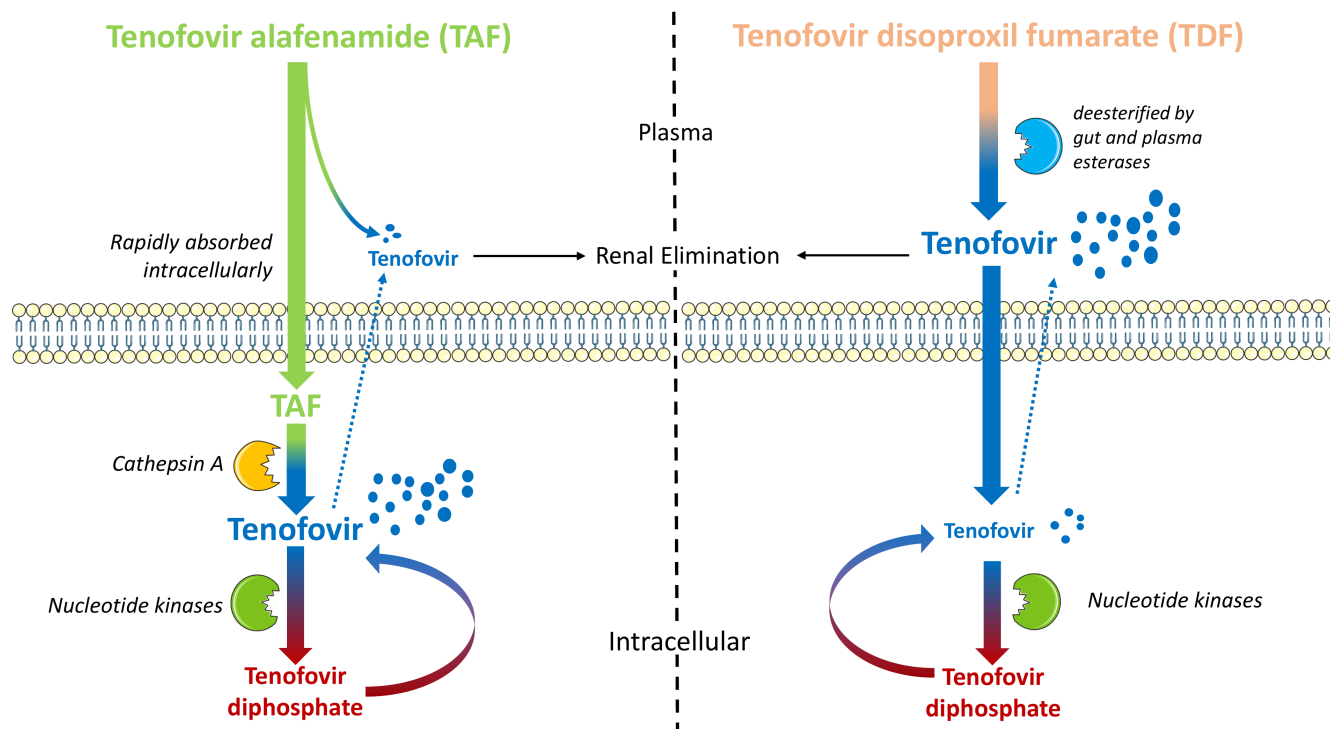 Tenofovir alafenamide (TAF)
Tenofovir disoproxil fumarate (TDF)
Plasma
deesterified by
gut and plasma
esterases
Rapidly absorbed
intracellularly
Tenofovir
Renal Elimination
Tenofovir
TAF
Cathepsin A
Tenofovir
Tenofovir
Nucleotide kinases
Nucleotide kinases
Intracellular
Tenofovir
diphosphate
Tenofovir
diphosphate